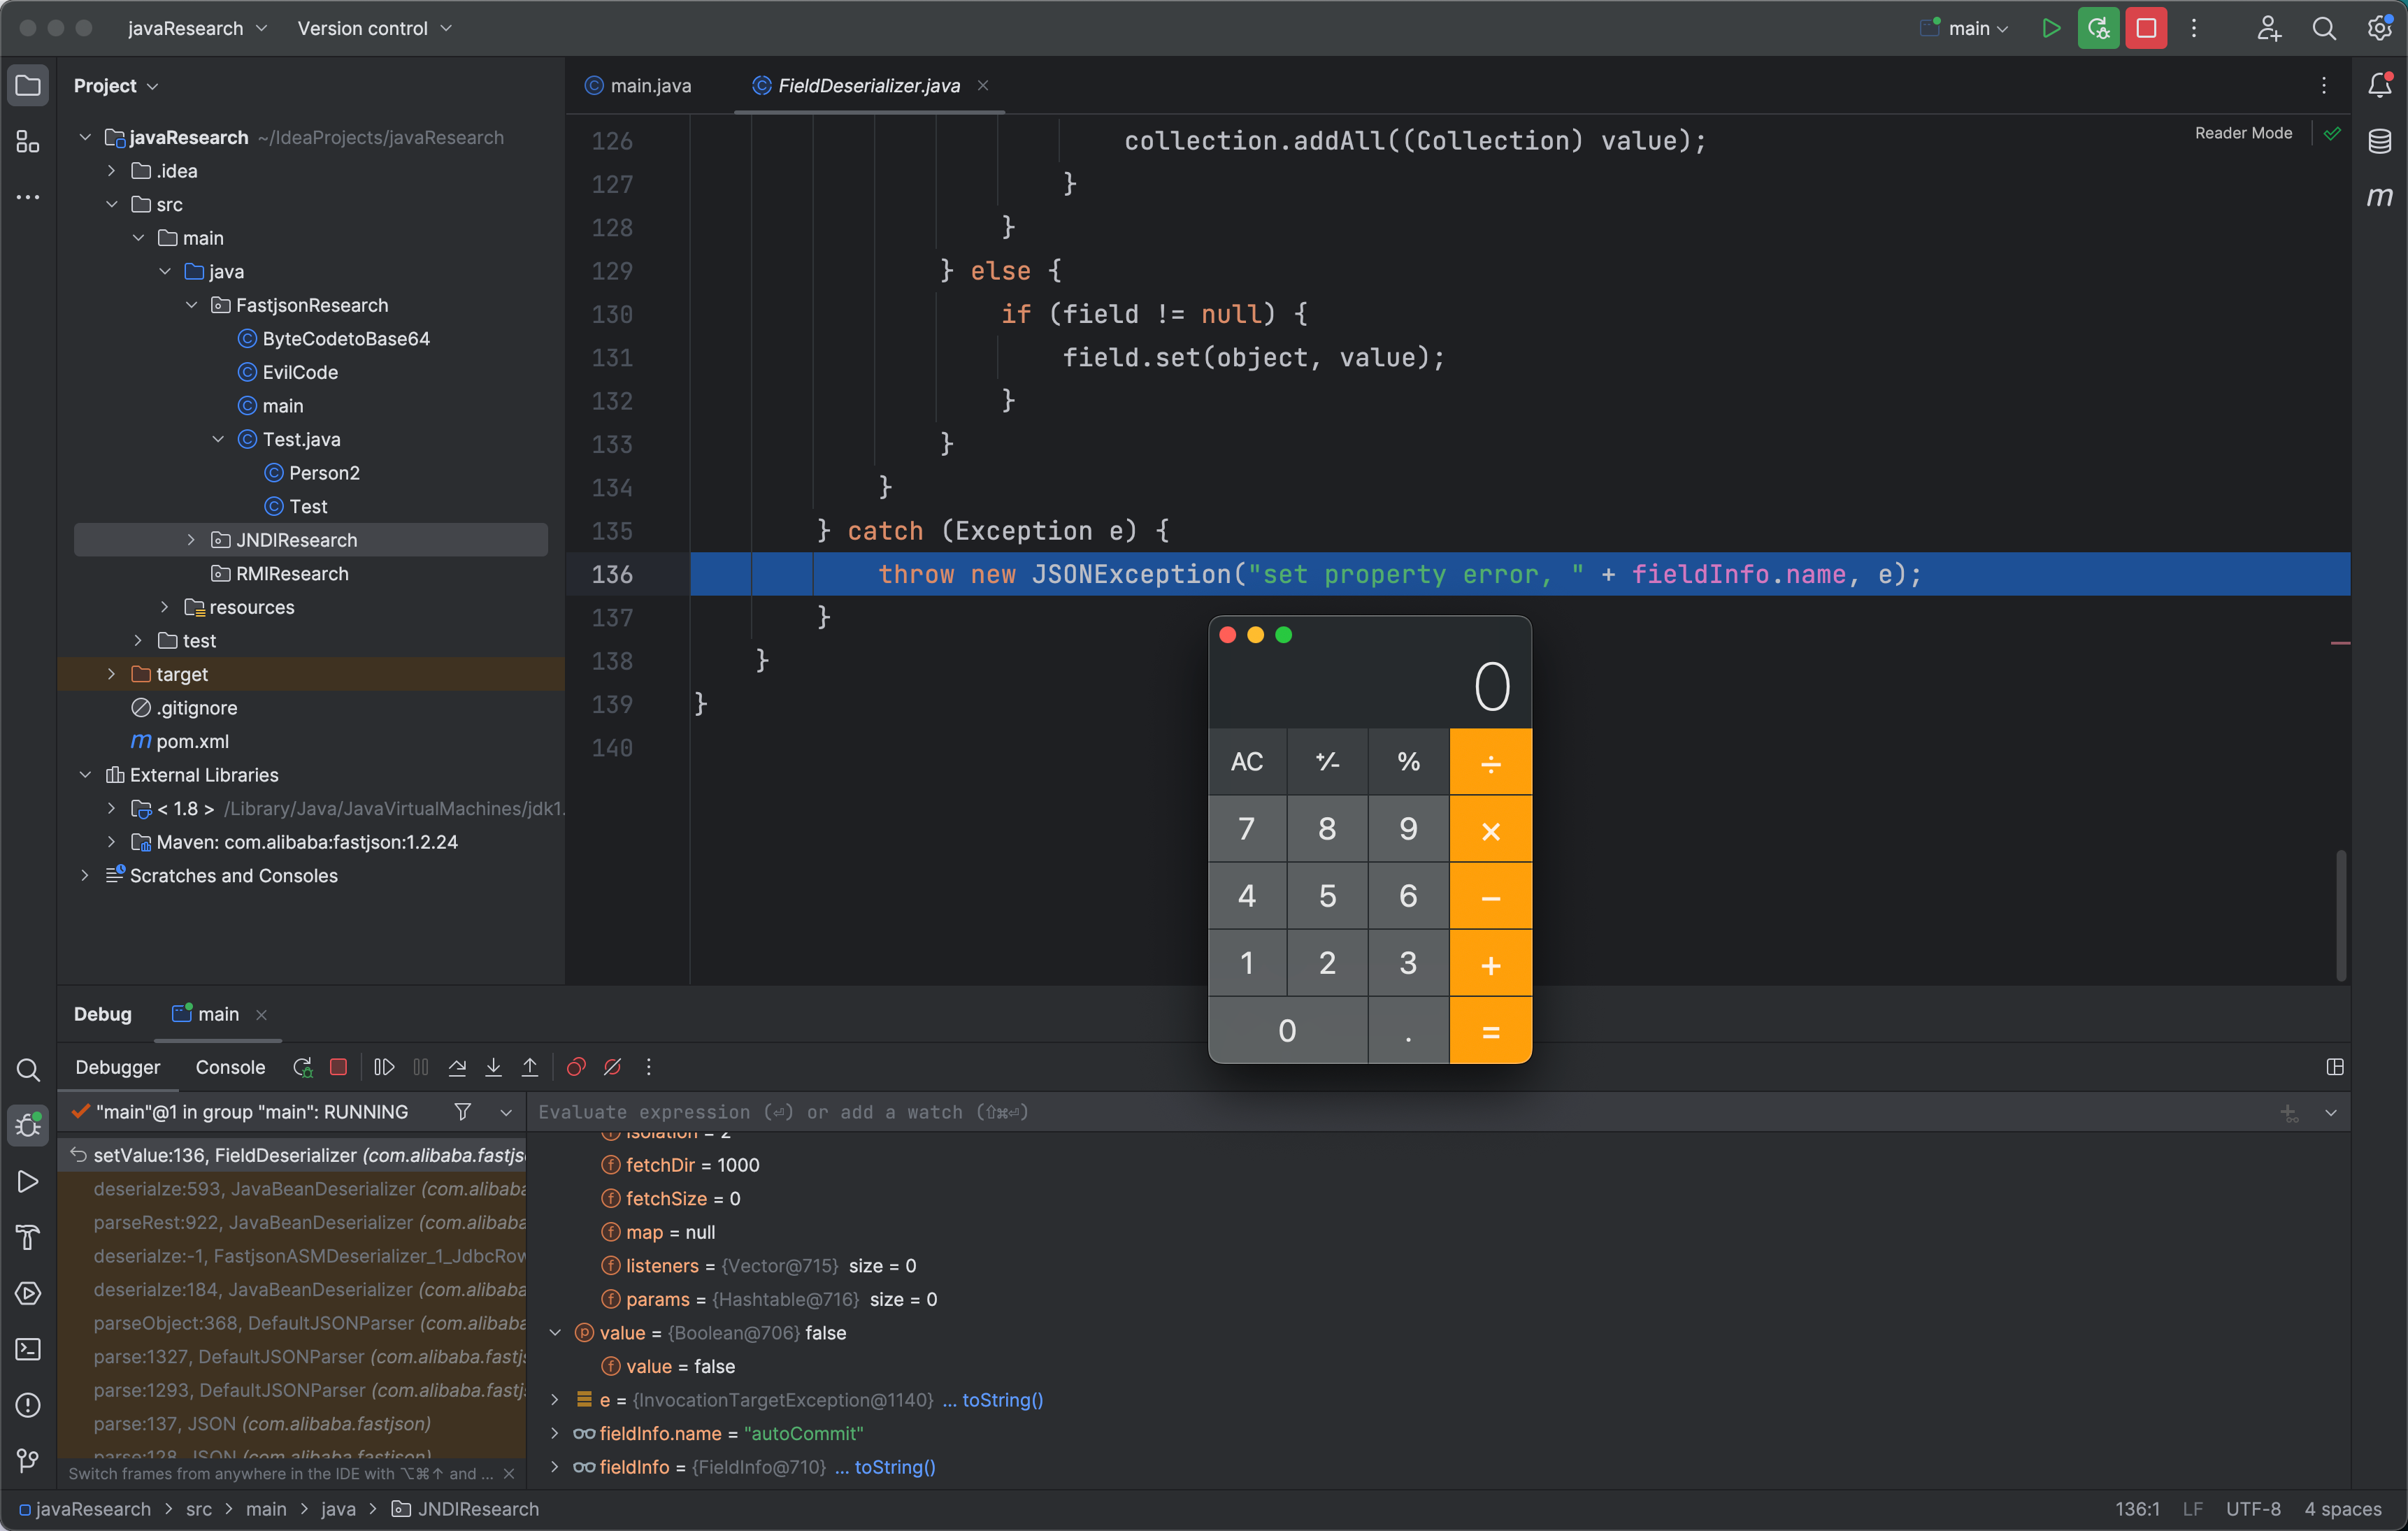 javaResearch
Version control
main
Project
javaResearch ~/IdeaProjects/javaResearch
.idea
src
main
java
FastjsonResearch
ByteCodetoBase64
EvilCode
main
Test.java
Person2
Test
JNDIResearch
RMIResearch
resources
test
target
.gitignore
pom.xml
External Libraries
< 1.8 > /Library/Java/JavaVirtualMachines/jdk1.
Maven: com.alibaba:fastjson:1.2.24
Scratches and Consoles
main.java
FieldDeserializer.java
Reader Mode
126 collection.addAll((Collection) value);
127 }
128 }
129 } else {
130 if (field != null) {
131 field.set(object, value);
132 }
133 }
134 }
135 } catch (Exception e) {
136 throw new JSONException("set property error, " + fieldInfo.name, e);
137 }
138 }
139 }
140
0
AC +/- % ÷
7 8 9 ×
4 5 6 −
1 2 3 +
0 . =
Debug
main
Debugger
Console
"main"@1 in group "main": RUNNING
Evaluate expression (⏎) or add a watch (⇧⌘⏎)
setValue:136, FieldDeserializer (com.alibaba.fastjs
deserialze:593, JavaBeanDeserializer (com.alibaba
parseRest:922, JavaBeanDeserializer (com.alibaba
deserialze:-1, FastjsonASMDeserializer_1_JdbcRow
deserialze:184, JavaBeanDeserializer (com.alibaba
parseObject:368, DefaultJSONParser (com.alibaba
parse:1327, DefaultJSONParser (com.alibaba.fastjs
parse:1293, DefaultJSONParser (com.alibaba.fastjs
parse:137, JSON (com.alibaba.fastjson)
parse:128, JSON (com.alibaba.fastjson)
Switch frames from anywhere in the IDE with ⌥⌘↑ and ...
isolation = 2
fetchDir = 1000
fetchSize = 0
map = null
listeners = {Vector@715} size = 0
params = {Hashtable@716} size = 0
value = {Boolean@706} false
value = false
e = {InvocationTargetException@1140} ... toString()
fieldInfo.name = "autoCommit"
fieldInfo = {FieldInfo@710} ... toString()
javaResearch > src > main > java > JNDIResearch
136:1 LF UTF-8 4 spaces